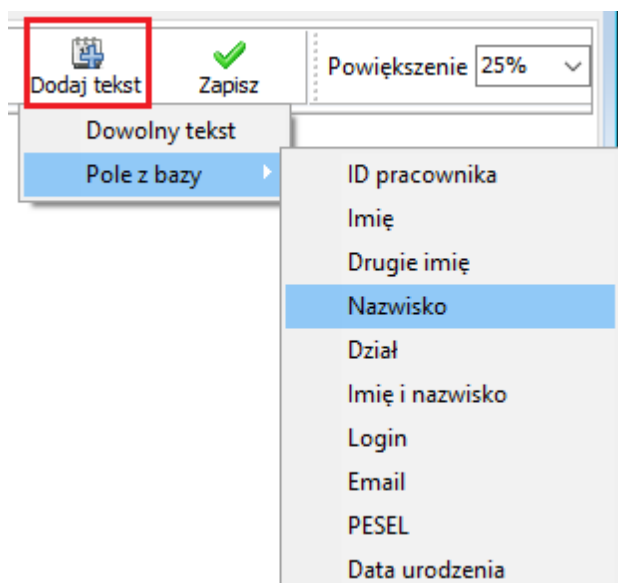 Dodaj tekst
Zapisz
Powiększenie 25%
Dowolny tekst
Pole z bazy
ID pracownika
Imię
Drugie imię
Nazwisko
Dział
Imię i nazwisko
Login
Email
PESEL
Data urodzenia